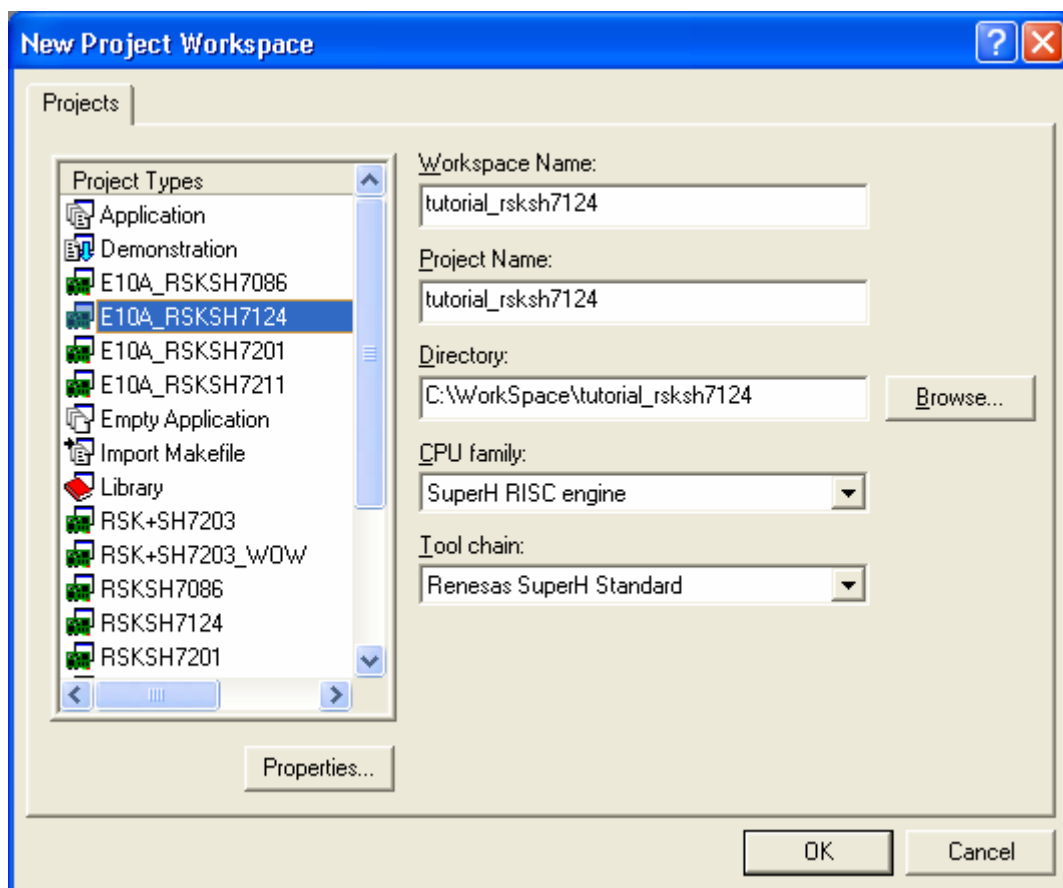 New Project Workspace
Projects
Project Types
Application
Demonstration
E10A_RSKSH7086
E10A_RSKSH7124
E10A_RSKSH7201
E10A_RSKSH7211
Empty Application
Import Makefile
Library
RSK+SH7203
RSK+SH7203_WOW
RSKSH7086
RSKSH7124
RSKSH7201
Properties...
Workspace Name:
tutorial_rsksh7124
Project Name:
tutorial_rsksh7124
Directory:
C:\WorkSpace\tutorial_rsksh7124
Browse...
CPU family:
SuperH RISC engine
Tool chain:
Renesas SuperH Standard
OK
Cancel